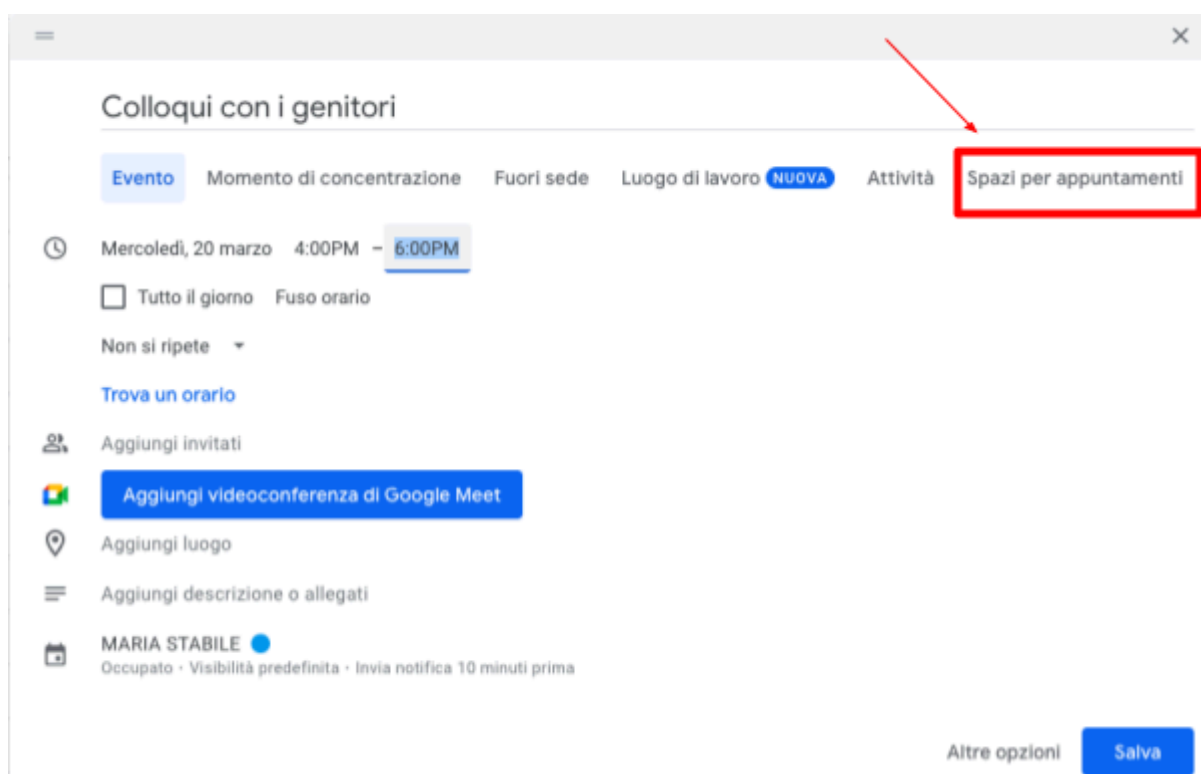 Colloqui con i genitori
Evento Momento di concentrazione Fuori sede Luogo di lavoro NUOVA Attività Spazi per appuntamenti
Mercoledì, 20 marzo 4:00PM – 6:00PM
Tutto il giorno Fuso orario
Non si ripete
Trova un orario
Aggiungi invitati
Aggiungi videoconferenza di Google Meet
Aggiungi luogo
Aggiungi descrizione o allegati
MARIA STABILE
Occupato · Visibilità predefinita · Invia notifica 10 minuti prima
Altre opzioni Salva